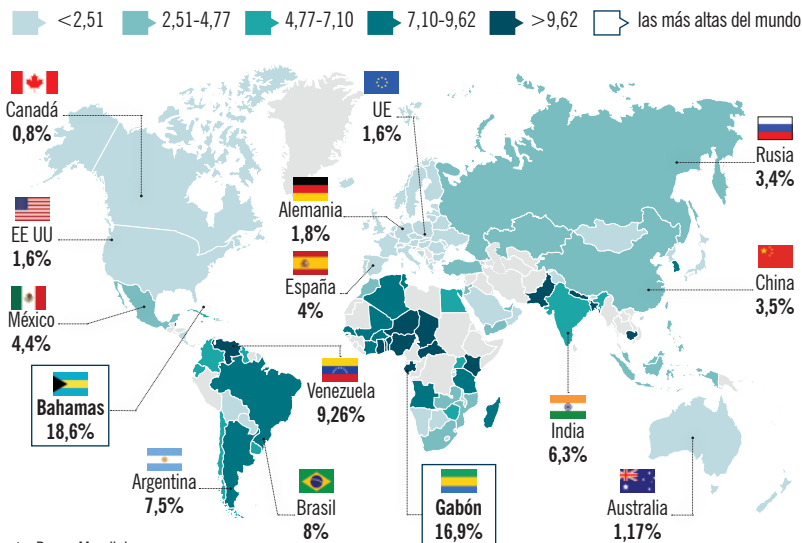 <2,51 2,51-4,77 4,77-7,10 7,10-9,62 >9,62 las más altas del mundo
Canadá
0,8%
UE
1,6%
Rusia
3,4%
Alemania
1,8%
EE UU
1,6%
España
4%
China
3,5%
México
4,4%
Bahamas
18,6%
Venezuela
9,26%
India
6,3%
Argentina
7,5%
Brasil
8%
Gabón
16,9%
Australia
1,17%